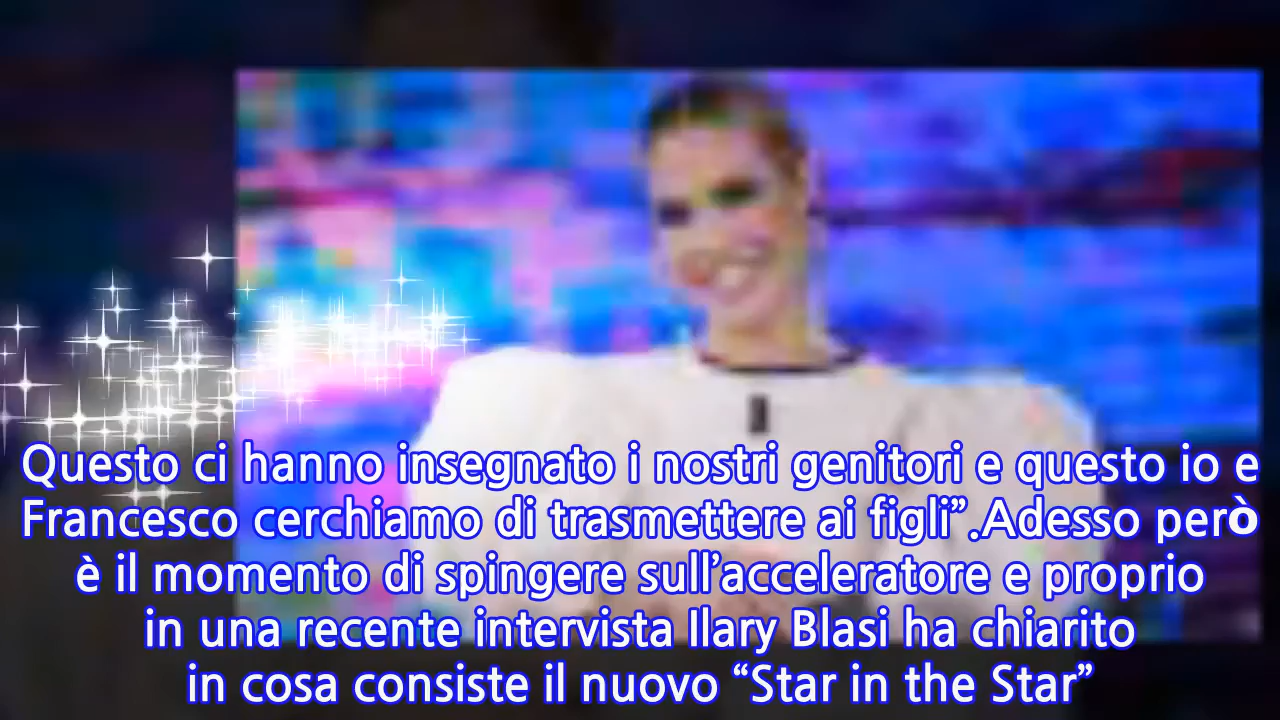 Questo ci hanno insegnato i nostri genitori e questo io e
Francesco cerchiamo di trasmettere ai figli”.Adesso però
è il momento di spingere sull’acceleratore e proprio
in una recente intervista Ilary Blasi ha chiarito
in cosa consiste il nuovo “Star in the Star”